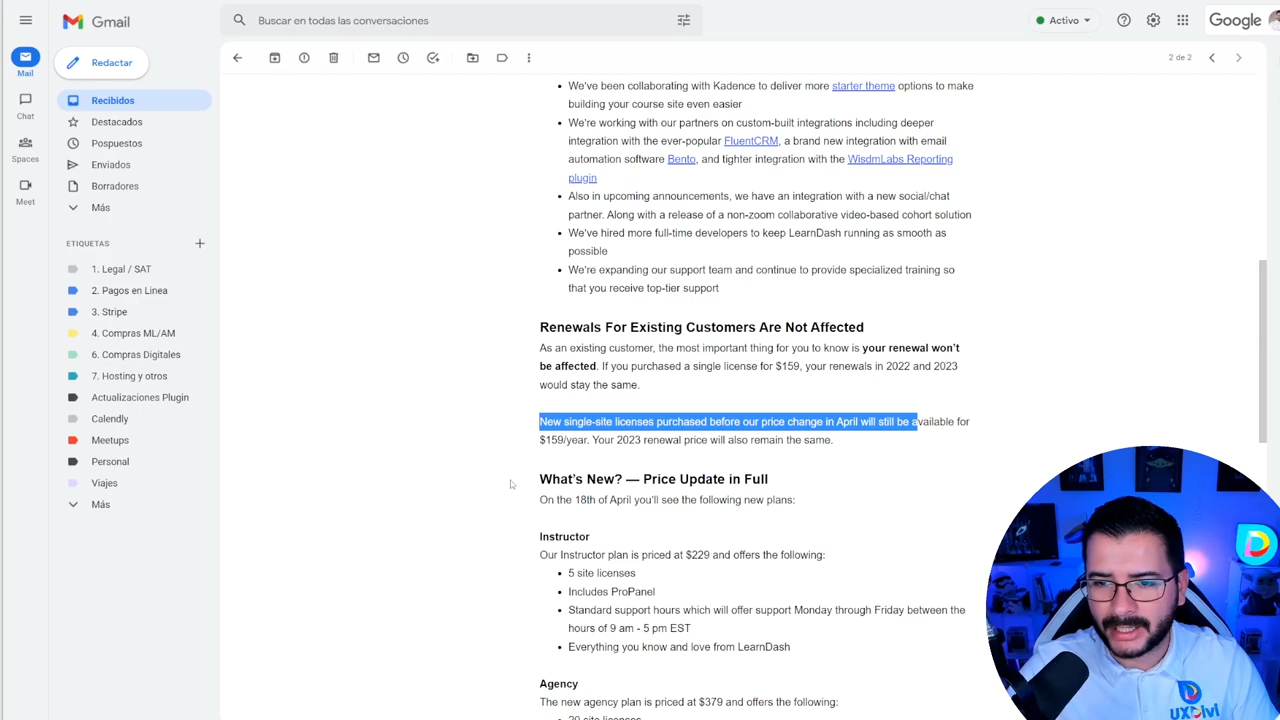 Gmail
Buscar en todas las conversaciones
Activo
Google
Mail
Redactar
2 de 2
Chat
Recibidos
Destacados
Spaces
Pospuestos
Enviados
Meet
Borradores
Más
ETIQUETAS
1. Legal / SAT
2. Pagos en Linea
3. Stripe
4. Compras ML/AM
6. Compras Digitales
7. Hosting y otros
Actualizaciones Plugin
Calendly
Meetups
Personal
Viajes
Más
• We've been collaborating with Kadence to deliver more starter theme options to make
building your course site even easier
• We're working with our partners on custom-built integrations including deeper
integration with the ever-popular FluentCRM, a brand new integration with email
automation software Bento, and tighter integration with the WisdmLabs Reporting
plugin
• Also in upcoming announcements, we have an integration with a new social/chat
partner. Along with a release of a non-zoom collaborative video-based cohort solution
• We've hired more full-time developers to keep LearnDash running as smooth as
possible
• We're expanding our support team and continue to provide specialized training so
that you receive top-tier support
Renewals For Existing Customers Are Not Affected
As an existing customer, the most important thing for you to know is your renewal won't
be affected. If you purchased a single license for $159, your renewals in 2022 and 2023
would stay the same.
New single-site licenses purchased before our price change in April will still be available for
$159/year. Your 2023 renewal price will also remain the same.
What's New? — Price Update in Full
On the 18th of April you'll see the following new plans:
Instructor
Our Instructor plan is priced at $229 and offers the following:
• 5 site licenses
• Includes ProPanel
• Standard support hours which will offer support Monday through Friday between the
hours of 9 am - 5 pm EST
• Everything you know and love from LearnDash
Agency
The new agency plan is priced at $379 and offers the following:
• 20 site licenses
UXDivi